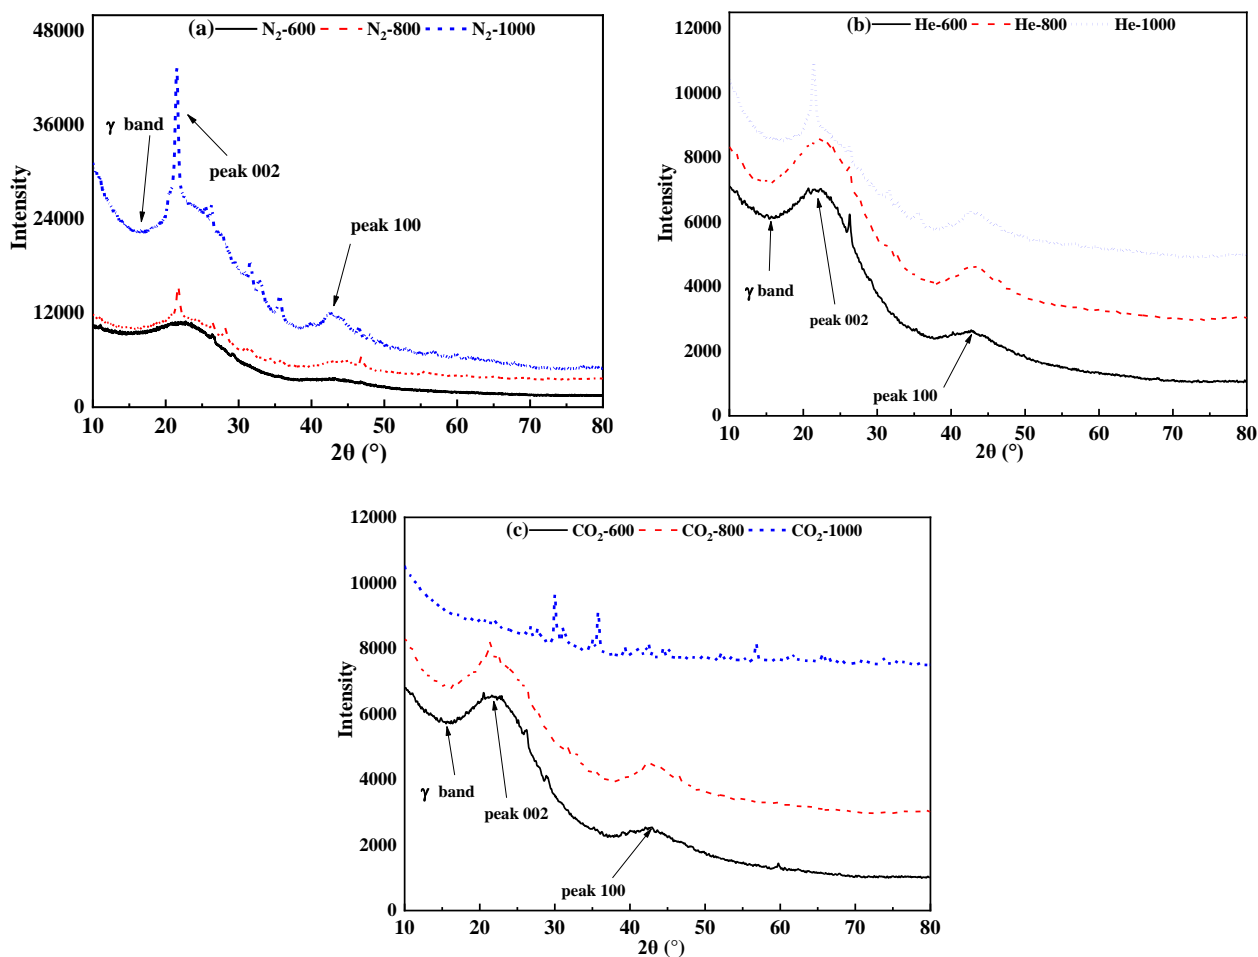 (a) N₂-600 N₂-800 N₂-1000
48000
36000
24000
12000
0
Intensity
γ band
peak 002
peak 100
10 20 30 40 50 60 70 80
2θ (°)
(b) He-600 He-800 He-1000
12000
10000
8000
6000
4000
2000
0
Intensity
γ band
peak 002
peak 100
10 20 30 40 50 60 70 80
2θ (°)
(c) CO₂-600 CO₂-800 CO₂-1000
12000
10000
8000
6000
4000
2000
0
Intensity
γ band
peak 002
peak 100
10 20 30 40 50 60 70 80
2θ (°)